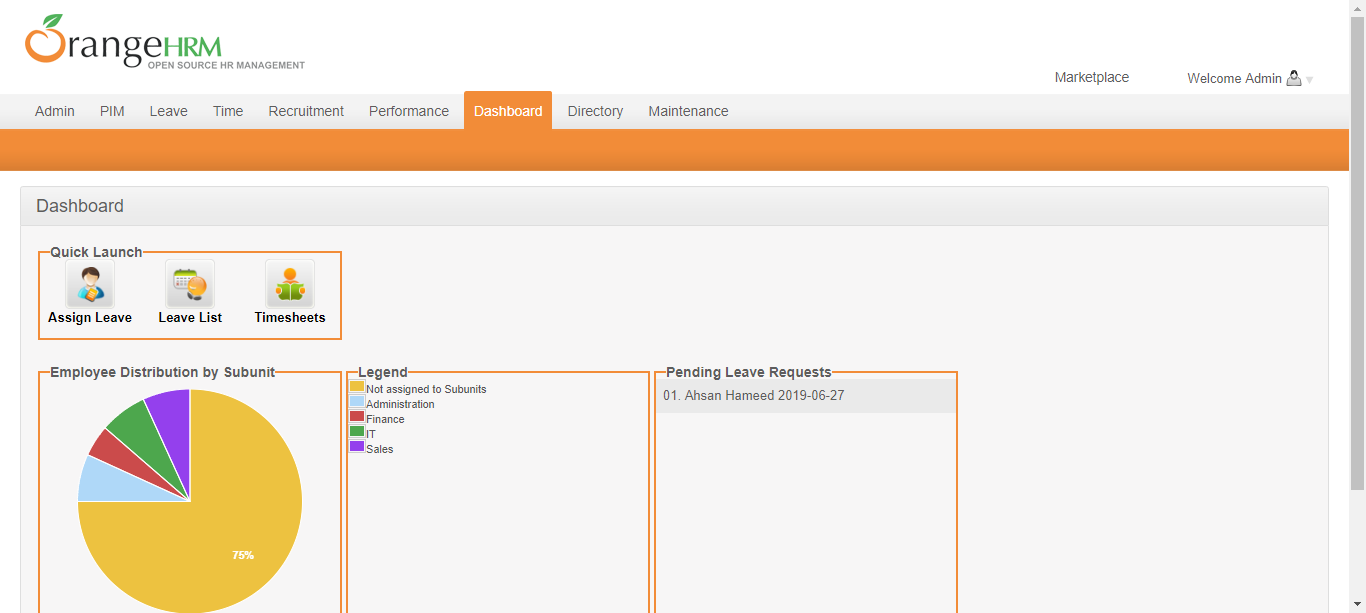 OrangeHRM
OPEN SOURCE HR MANAGEMENT
Marketplace
Welcome Admin
Admin PIM Leave Time Recruitment Performance Dashboard Directory Maintenance
Dashboard
Quick Launch
Assign Leave Leave List Timesheets
Employee Distribution by Subunit
75%
Legend
Not assigned to Subunits
Administration
Finance
IT
Sales
Pending Leave Requests
01. Ahsan Hameed 2019-06-27